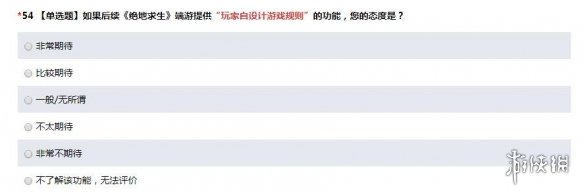 *54 【单选题】如果后续《绝地求生》端游提供“玩家自设计游戏规则”的功能，您的态度是？
非常期待
比较期待
一般/无所谓
不太期待
非常不期待
不了解该功能，无法评价
游侠网